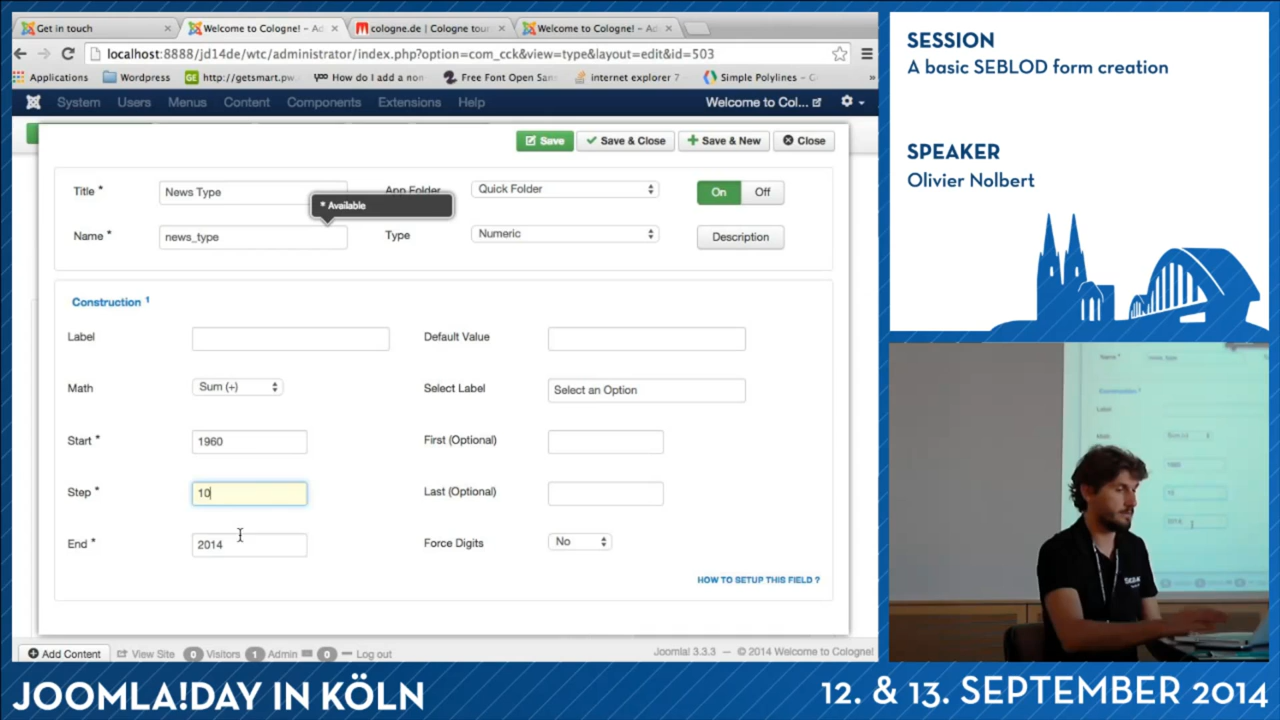 Get in touch
Welcome to Cologne! - Ad
cologne.de | Cologne tour
Welcome to Cologne! - Ad
localhost:8888/jd14de/wtc/administrator/index.php?option=com_cck&view=type&layout=edit&id=503
Applications
Wordpress
GE http://getsmart.pw
How do I add a non
Free Font Open San
internet explorer 7
Simple Polylines -
System
Users
Menus
Content
Components
Extensions
Help
Welcome to Col...
Save
Save & Close
Save & New
Close
Title *
News Type
App Folder
Quick Folder
On
Off
* Available
Name *
news_type
Type
Numeric
Description
Construction 1
Label
Default Value
Math
Sum (+)
Select Label
Select an Option
Start *
1960
First (Optional)
Step *
10
Last (Optional)
End *
2014
Force Digits
No
HOW TO SETUP THIS FIELD ?
Add Content
View Site
0 Visitors
1 Admin
0
Log out
Joomla! 3.3.3 — © 2014 Welcome to Cologne!
SESSION
A basic SEBLOD form creation
SPEAKER
Olivier Nolbert
JOOMLA!DAY IN KÖLN
12. & 13. SEPTEMBER 2014